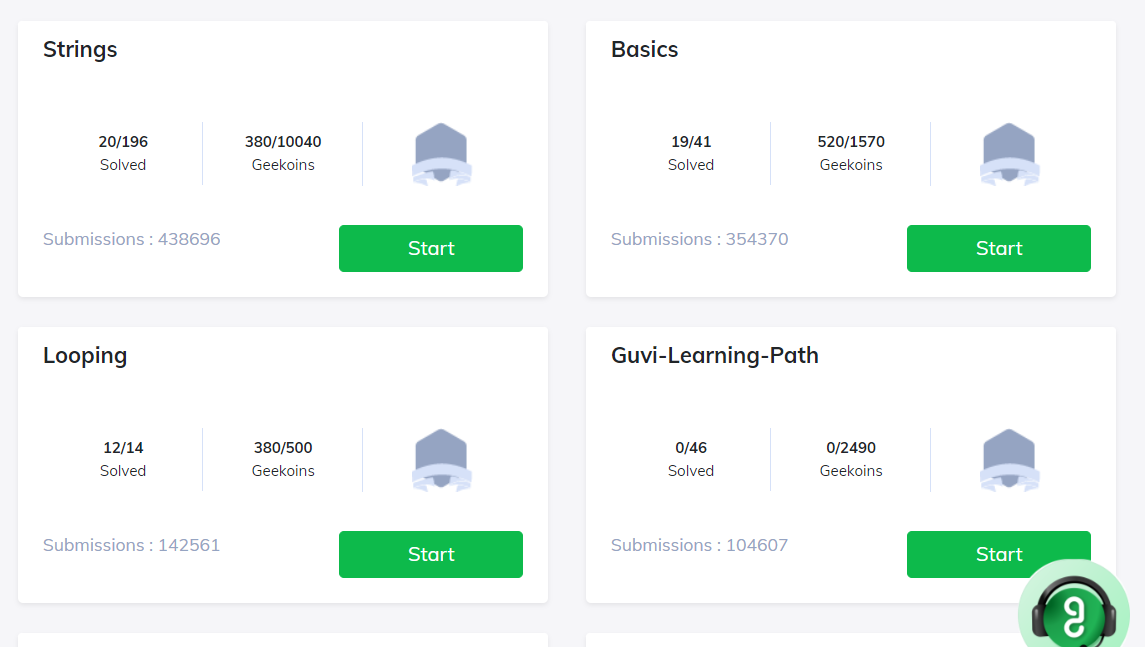 Strings
20/196
Solved
380/10040
Geekoins
Submissions : 438696
Start
Basics
19/41
Solved
520/1570
Geekoins
Submissions : 354370
Start
Looping
12/14
Solved
380/500
Geekoins
Submissions : 142561
Start
Guvi-Learning-Path
0/46
Solved
0/2490
Geekoins
Submissions : 104607
Start